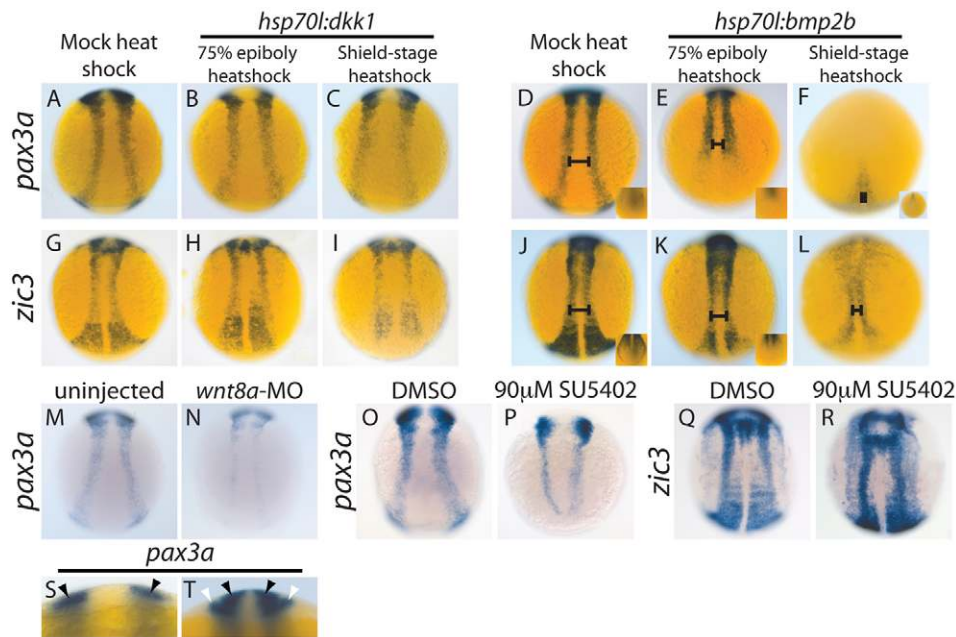 hsp70l:dkk1 hsp70l:bmp2b
Mock heat shock
75% epiboly heatshock
Shield-stage heatshock
Mock heat shock
75% epiboly heatshock
Shield-stage heatshock
pax3a
A B C D E F
zic3
G H I J K L
uninjected wnt8a-MO DMSO 90μM SU5402 DMSO 90μM SU5402
pax3a
M N
pax3a
O P
zic3
Q R
pax3a
S T